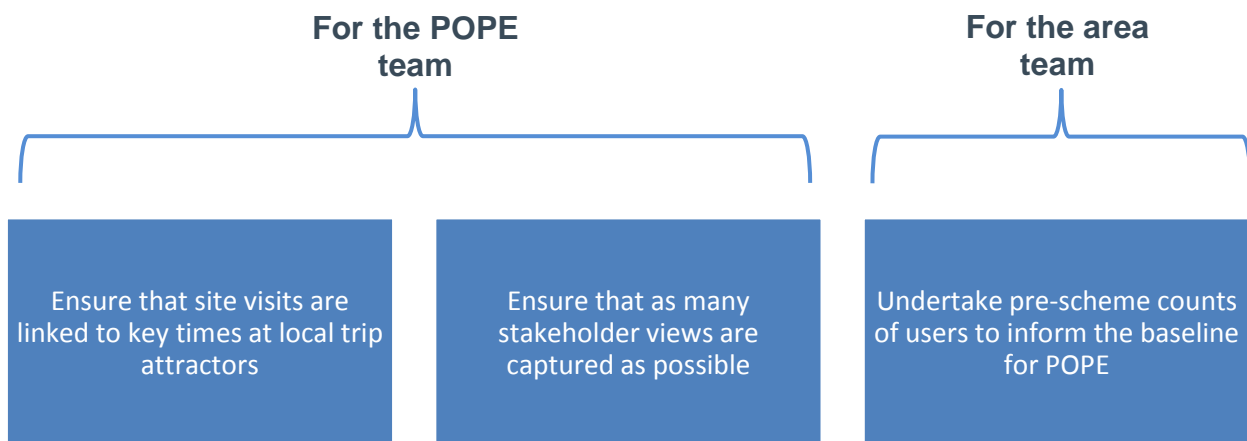 For the POPE
team
For the area
team
Ensure that site visits are
linked to key times at local trip
attractors
Ensure that as many
stakeholder views are
captured as possible
Undertake pre-scheme counts
of users to inform the baseline
for POPE